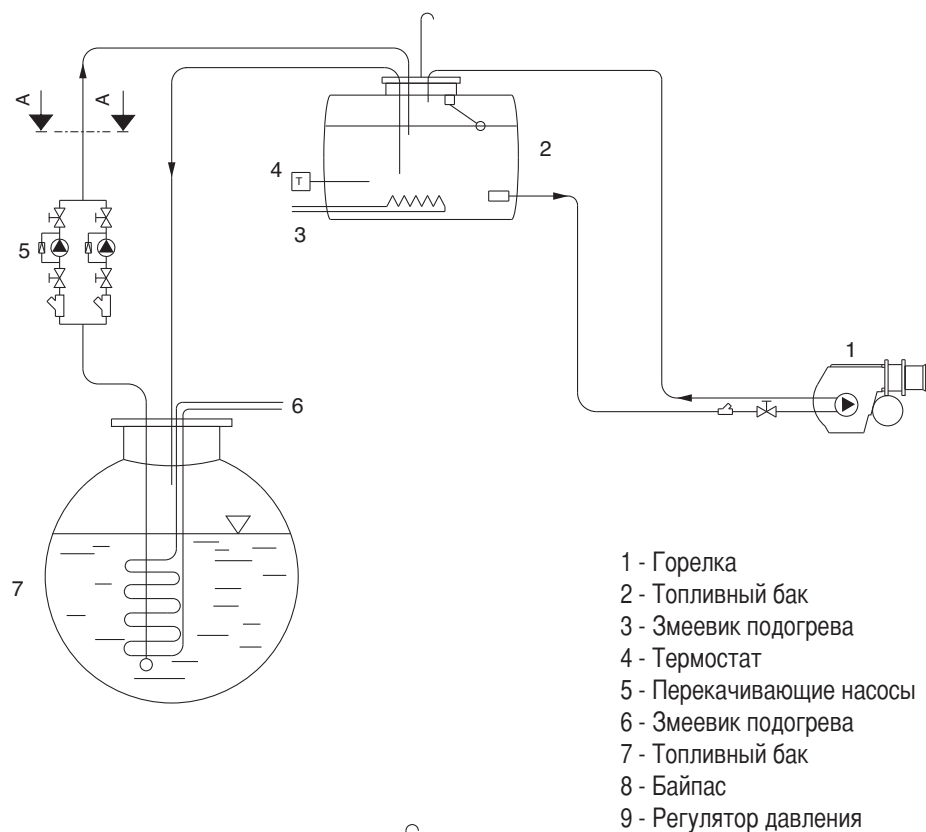 A A
2
4 T
3
5
1
6
7
1 - Горелка
2 - Топливный бак
3 - Змеевик подогрева
4 - Термостат
5 - Перекачивающие насосы
6 - Змеевик подогрева
7 - Топливный бак
8 - Байпас
9 - Регулятор давления